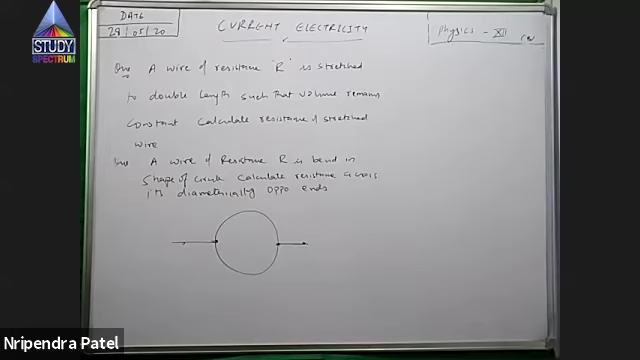 STUDY
SPECTRUM
DATE
29/05/20
CURRENT ELECTRICITY
Physics - XII
Ques A wire of resistance 'R' is stretched
to double length such that volume remains
constant calculate resistance of stretched
wire
Ques A wire of Resistance R is bend in
shape of circle calculate resistance across
its diametrically oppo ends
Nripendra Patel